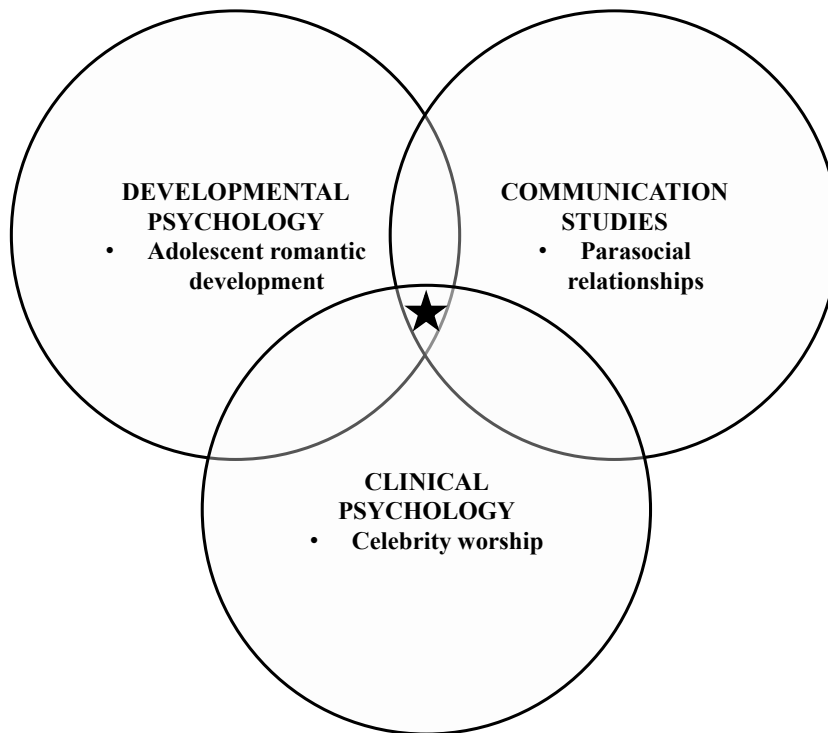 DEVELOPMENTAL
PSYCHOLOGY
• Adolescent romantic
development
COMMUNICATION
STUDIES
• Parasocial
relationships
CLINICAL
PSYCHOLOGY
• Celebrity worship